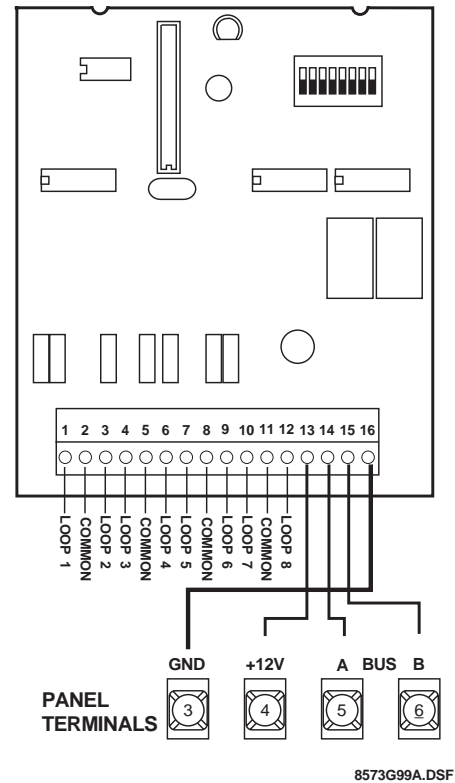 1 2 3 4 5 6 7 8 9 10 11 12 13 14 15 16
LOOP 1
COMMON
LOOP 2
LOOP 3
COMMON
LOOP 4
LOOP 5
COMMON
LOOP 6
LOOP 7
COMMON
LOOP 8
GND +12V A BUS B
PANEL
TERMINALS
3 4 5 6
8573G99A.DSF